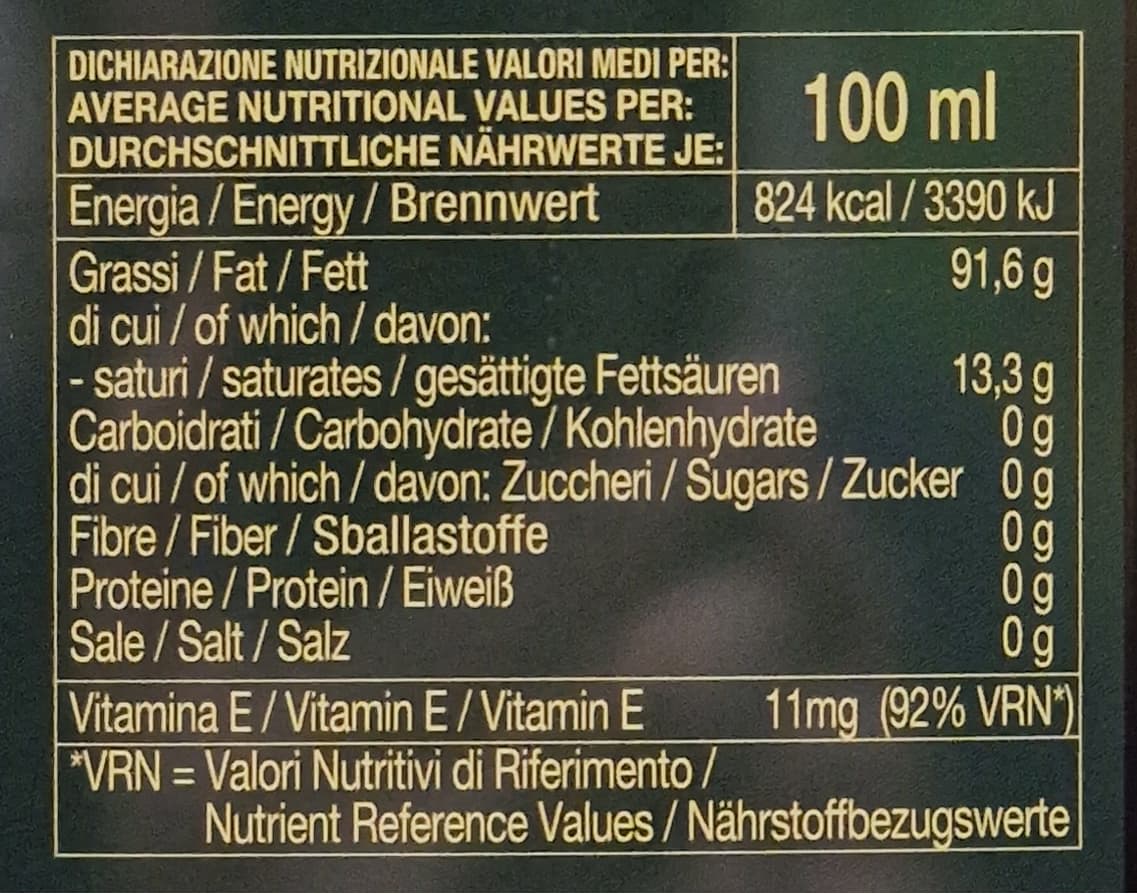 DICHIARAZIONE NUTRIZIONALE VALORI MEDI PER:
AVERAGE NUTRITIONAL VALUES PER:
DURCHSCHNITTLICHE NÄHRWERTE JE:
100 ml
Energia / Energy / Brennwert 824 kcal / 3390 kJ
Grassi / Fat / Fett 91,6 g
di cui / of which / davon:
- saturi / saturates / gesättigte Fettsäuren 13,3 g
Carboidrati / Carbohydrate / Kohlenhydrate 0 g
di cui / of which / davon: Zuccheri / Sugars / Zucker 0 g
Fibre / Fiber / Sballastoffe 0 g
Proteine / Protein / Eiweiß 0 g
Sale / Salt / Salz 0 g
Vitamina E / Vitamin E / Vitamin E 11mg (92% VRN*)
*VRN = Valori Nutritivi di Riferimento /
Nutrient Reference Values / Nährstoffbezugswerte